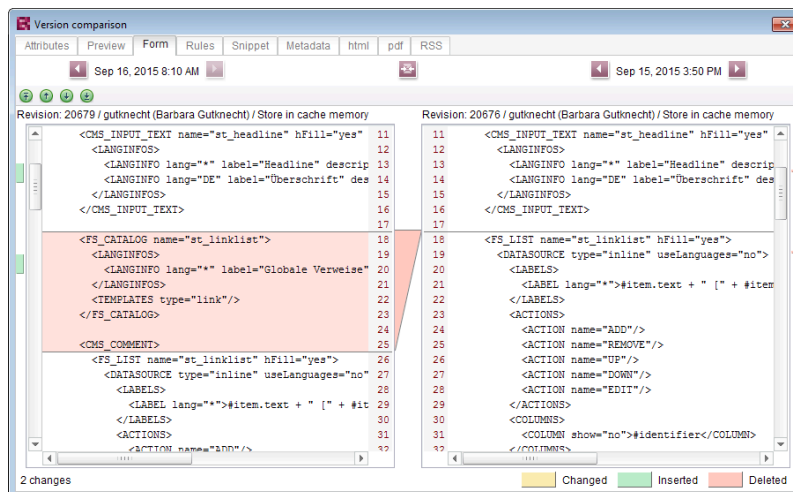 Version comparison
Attributes Preview Form Rules Snippet Metadata html pdf RSS
Sep 16, 2015 8:10 AM
Sep 15, 2015 3:50 PM
Revision: 20679 / gutknecht (Barbara Gutknecht) / Store in cache memory
<CMS_INPUT_TEXT name="st_headline" hFill="yes" 11
<LANGINFOS> 12
<LANGINFO lang="*" label="Headline" descrip 13
<LANGINFO lang="DE" label="Überschrift" des 14
</LANGINFOS> 15
</CMS_INPUT_TEXT> 16
17
<FS_CATALOG name="st_linklist"> 18
<LANGINFOS> 19
<LANGINFO lang="*" label="Globale Verweise" 20
</LANGINFOS> 21
<TEMPLATES type="link"/> 22
</FS_CATALOG> 23
24
<CMS_COMMENT> 25
<FS_LIST name="st_linklist" hFill="yes"> 26
<DATASOURCE type="inline" useLanguages="no" 27
<LABELS> 28
<LABEL lang="*">#item.text + " [" + #it 29
</LABELS> 30
<ACTIONS> 31
<ACTION name="ADD"/> 32
Revision: 20676 / gutknecht (Barbara Gutknecht) / Store in cache memory
11 <CMS_INPUT_TEXT name="st_headline" hFill="yes"
12 <LANGINFOS>
13 <LANGINFO lang="*" label="Headline" descrip
14 <LANGINFO lang="DE" label="Überschrift" des
15 </LANGINFOS>
16 </CMS_INPUT_TEXT>
17
18 <FS_LIST name="st_linklist" hFill="yes">
19 <DATASOURCE type="inline" useLanguages="no">
20 <LABELS>
21 <LABEL lang="*">#item.text + " [" + #item
22 </LABELS>
23 <ACTIONS>
24 <ACTION name="ADD"/>
25 <ACTION name="REMOVE"/>
26 <ACTION name="UP"/>
27 <ACTION name="DOWN"/>
28 <ACTION name="EDIT"/>
29 </ACTIONS>
30 <COLUMNS>
31 <COLUMN show="no">#identifier</COLUMN>
32 </COLUMNS>
2 changes
Changed Inserted Deleted